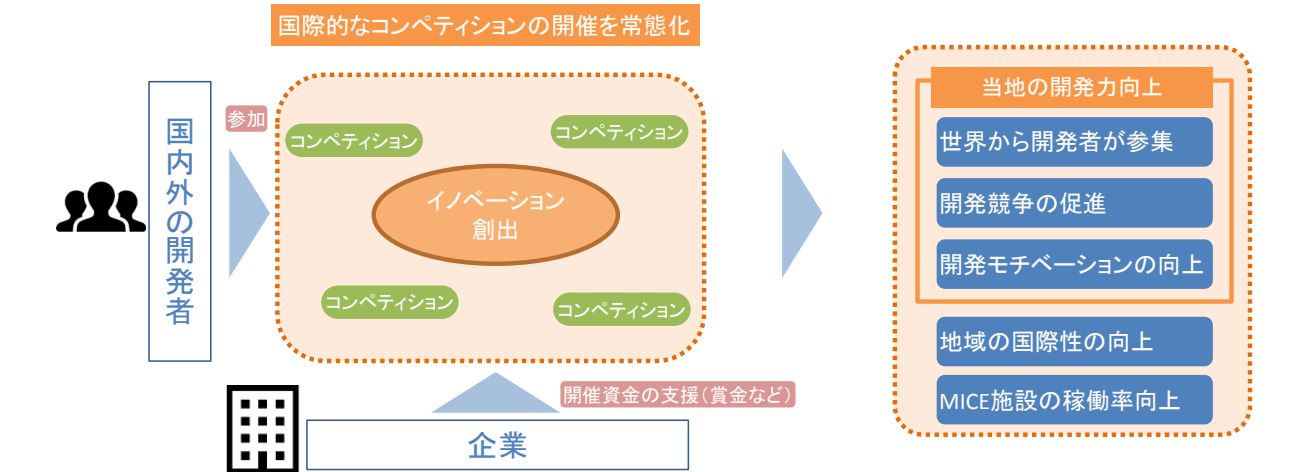 国際的なコンペティションの開催を常態化
国内外の開発者
参加
コンペティション
コンペティション
イノベーション
創出
コンペティション
コンペティション
開催資金の支援（賞金など）
企業
当地の開発力向上
世界から開発者が参集
開発競争の促進
開発モチベーションの向上
地域の国際性の向上
MICE施設の稼働率向上